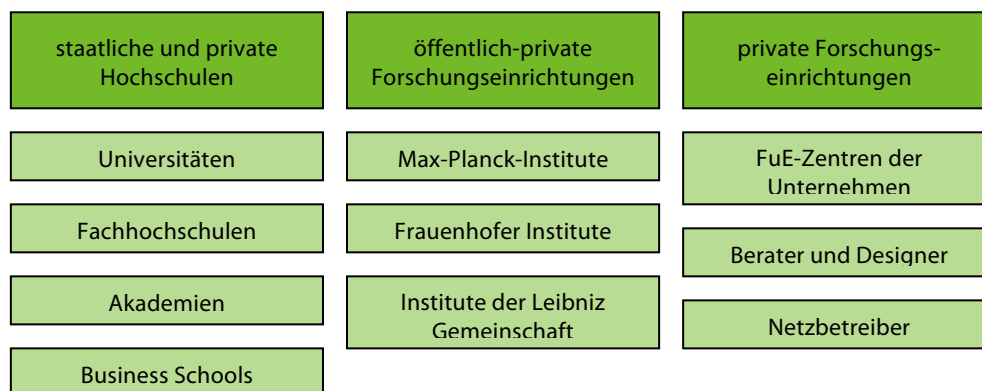 staatliche und private
Hochschulen
Universitäten
Fachhochschulen
Akademien
Business Schools
öffentlich-private
Forschungseinrichtungen
Max-Planck-Institute
Frauenhofer Institute
Institute der Leibniz
Gemeinschaft
private Forschungs-
einrichtungen
FuE-Zentren der
Unternehmen
Berater und Designer
Netzbetreiber